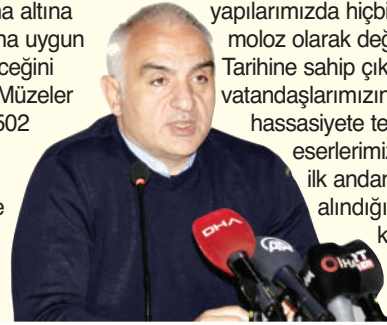 na altına
na uygun
ceğini
Müzeler
502
e
yapılarımızda hiçbi
moloz olarak değ
Tarihine sahip çık
vatandaşlarımızın
hassasiyete te
eserlerimiz
ilk andan
alındığı
k
DHA
AA
İHA